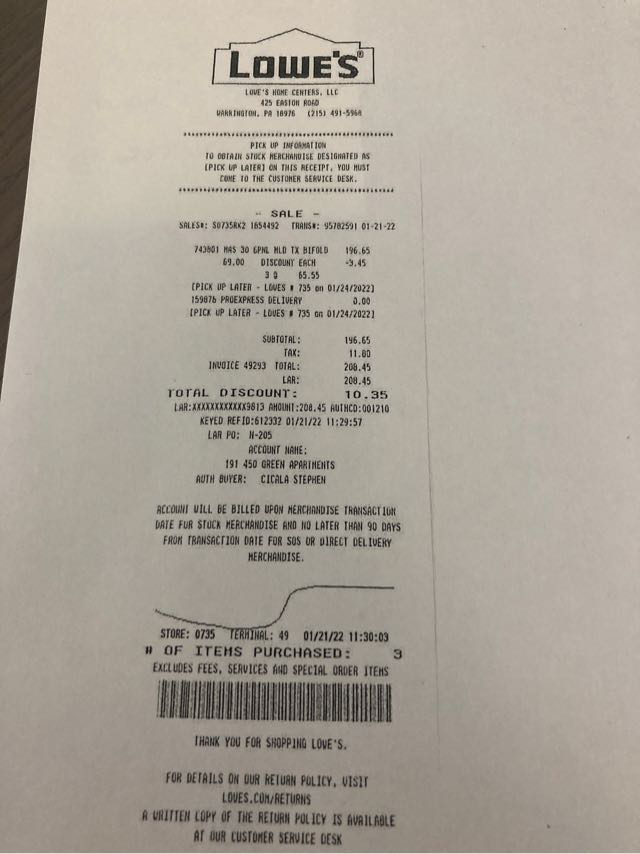 LOWE'S®
LOWE'S HOME CENTERS, LLC
425 EASTON ROAD
WARRINGTON, PA 18976 (215) 491-5968
PICK UP INFORMATION
TO OBTAIN STOCK MERCHANDISE DESIGNATED AS
[PICK UP LATER] ON THIS RECEIPT, YOU MUST
COME TO THE CUSTOMER SERVICE DESK.
- SALE -
SALES#: S0735RK2 1854492 TRANS#: 95782591 01-21-22
743801 MAS 30 6PNL MLD TX BIFOLD 196.65
69.00 DISCOUNT EACH -3.45
3 @ 65.55
[PICK UP LATER - LOWES # 735 on 01/24/2022]
159876 PROEXPRESS DELIVERY 0.00
[PICK UP LATER - LOWES # 735 on 01/24/2022]
SUBTOTAL: 196.65
TAX: 11.80
INVOICE 49293 TOTAL: 208.45
LAR: 208.45
TOTAL DISCOUNT: 10.35
LAR:XXXXXXXXXXXX9813 AMOUNT:208.45 AUTHCD:001210
KEYED REFID:612332 01/21/22 11:29:57
LAR PO: N-205
ACCOUNT NAME:
191 450 GREEN APARTMENTS
AUTH BUYER: CICALA STEPHEN
ACCOUNT WILL BE BILLED UPON MERCHANDISE TRANSACTION
DATE FOR STOCK MERCHANDISE AND NO LATER THAN 90 DAYS
FROM TRANSACTION DATE FOR SOS OR DIRECT DELIVERY
MERCHANDISE.
STORE: 0735 TERMINAL: 49 01/21/22 11:30:03
# OF ITEMS PURCHASED: 3
EXCLUDES FEES, SERVICES AND SPECIAL ORDER ITEMS
THANK YOU FOR SHOPPING LOWE'S.
FOR DETAILS ON OUR RETURN POLICY, VISIT
LOWES.COM/RETURNS
A WRITTEN COPY OF THE RETURN POLICY IS AVAILABLE
AT OUR CUSTOMER SERVICE DESK